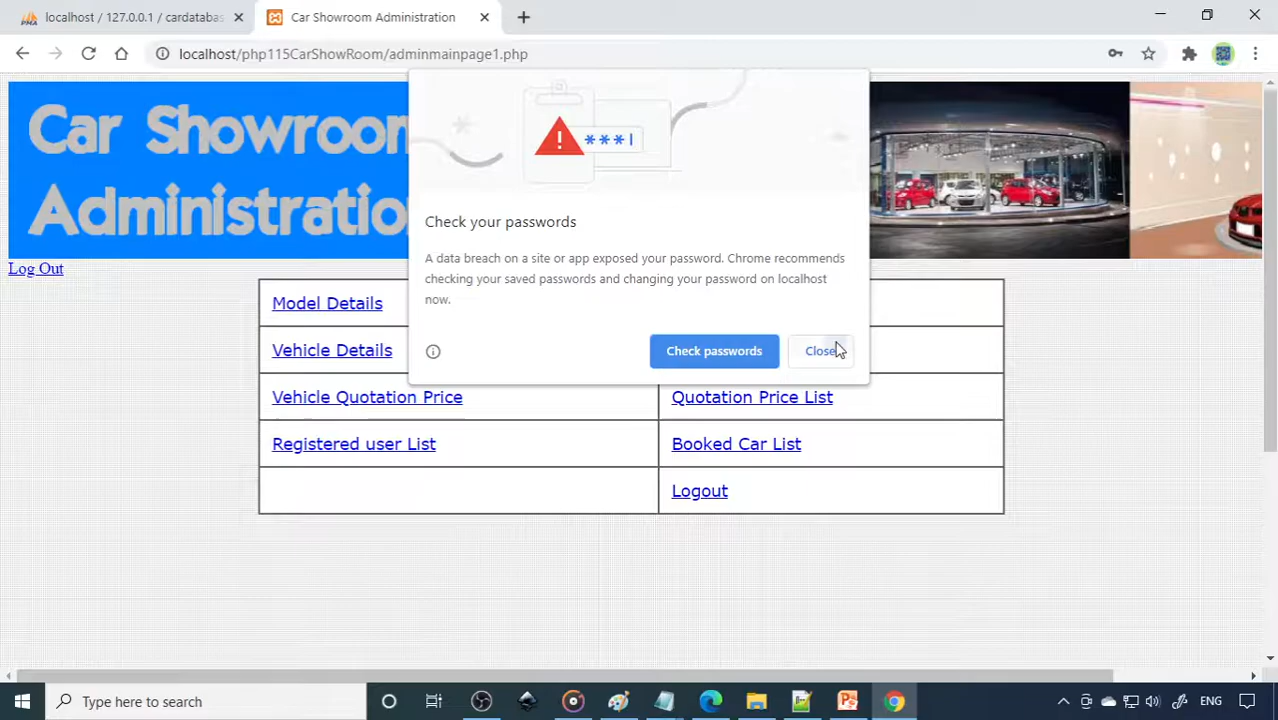 localhost / 127.0.0.1 / cardatabas
Car Showroom Administration
localhost/php115CarShowRoom/adminmainpage1.php
Car Showroom
Administratio
***
Check your passwords
A data breach on a site or app exposed your password. Chrome recommends
checking your saved passwords and changing your password on localhost
now.
Check passwords
Close
Log Out
Model Details
Vehicle Details
Vehicle Quotation Price
Quotation Price List
Registered user List
Booked Car List
Logout
Type here to search
ENG